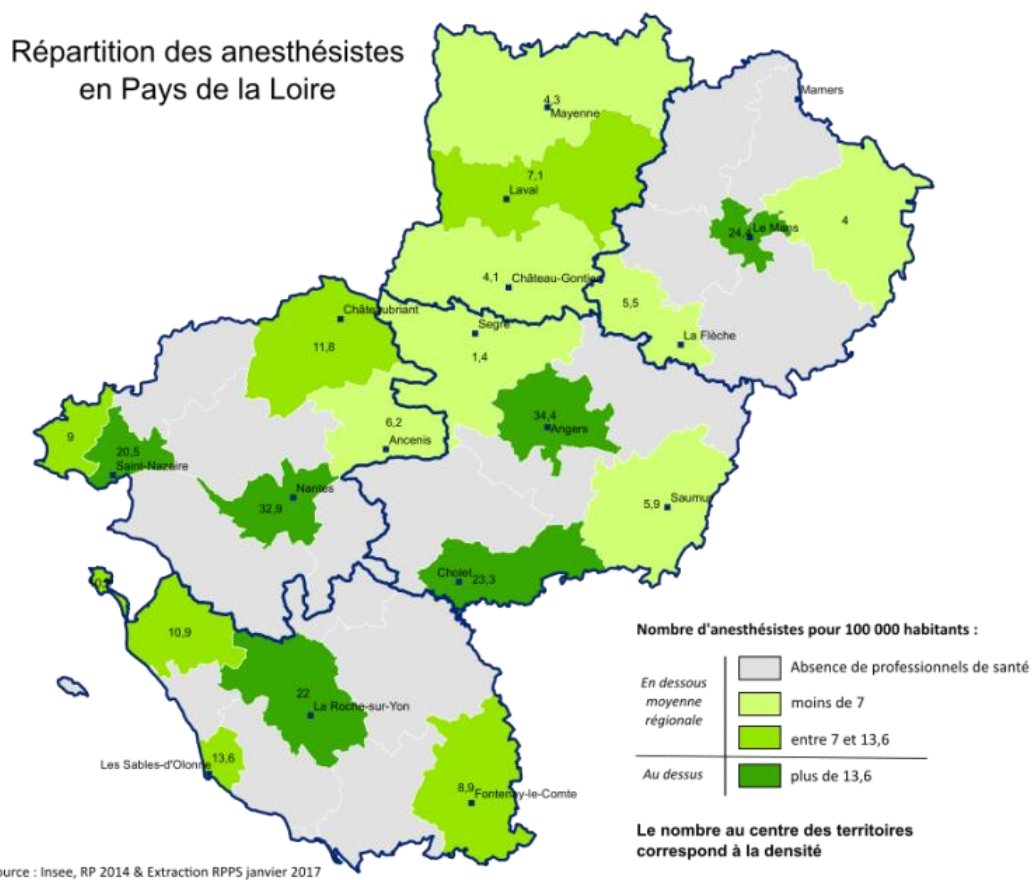 Répartition des anesthésistes
en Pays de la Loire
Mamers
4,3
Mayenne
7,1
Laval
4
24,4
Le Mans
4,1
Château-Gontier
5,5
Châteaubriant
Segré
La Flèche
11,8
1,4
34,4
6,2
Angers
9
Ancenis
20,5
Saint-Nazaire
Nantes
5,9
Saumur
32,9
Cholet
23,3
10,9
22
La Roche-sur-Yon
13,6
Les Sables-d'Olonne
8,9
Fontenay-le-Comte
Nombre d'anesthésistes pour 100 000 habitants :
En dessous
moyenne
régionale
Absence de professionnels de santé
moins de 7
entre 7 et 13,6
Au dessus
plus de 13,6
Le nombre au centre des territoires
correspond à la densité
ource : Insee, RP 2014 & Extraction RPPS janvier 2017